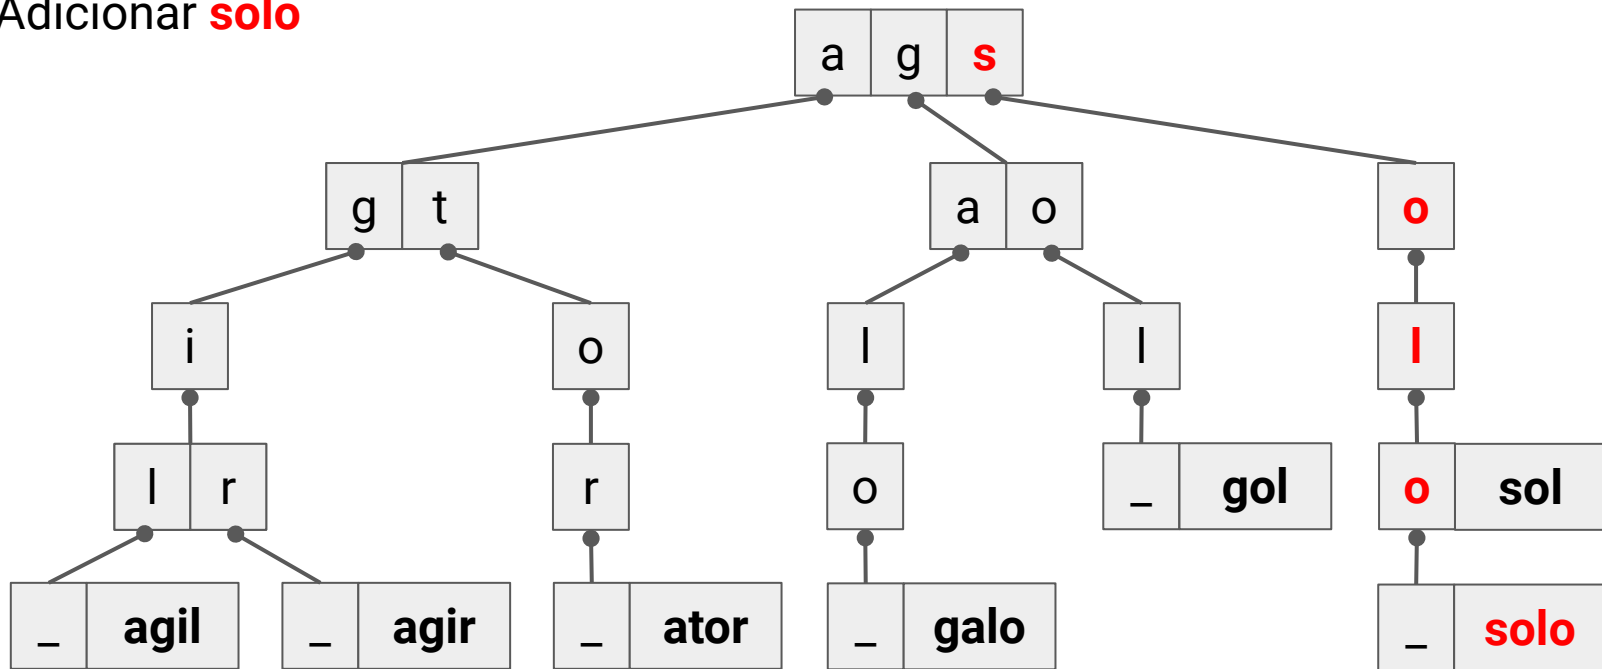 Adicionar solo
a g s
g t a o o
i o l l l
l r r o _ gol o sol
_ agil _ agir _ ator _ galo _ solo